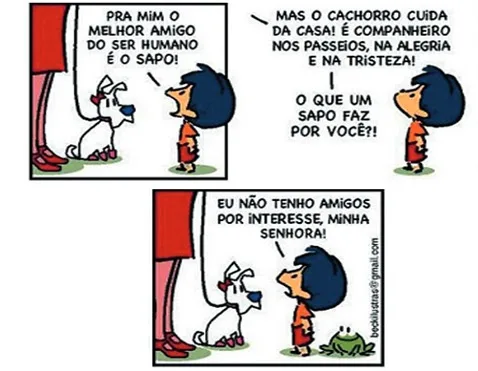 PRA MIM O
MELHOR AMIGO
DO SER HUMANO
É O SAPO!
MAS O CACHORRO CUIDA
DA CASA! É COMPANHEIRO
NOS PASSEIOS, NA ALEGRIA
E NA TRISTEZA!
O QUE UM
SAPO FAZ
POR VOCÊ?!
EU NÃO TENHO AMIGOS
POR INTERESSE, MINHA
SENHORA!
beckilustras@gmail.com